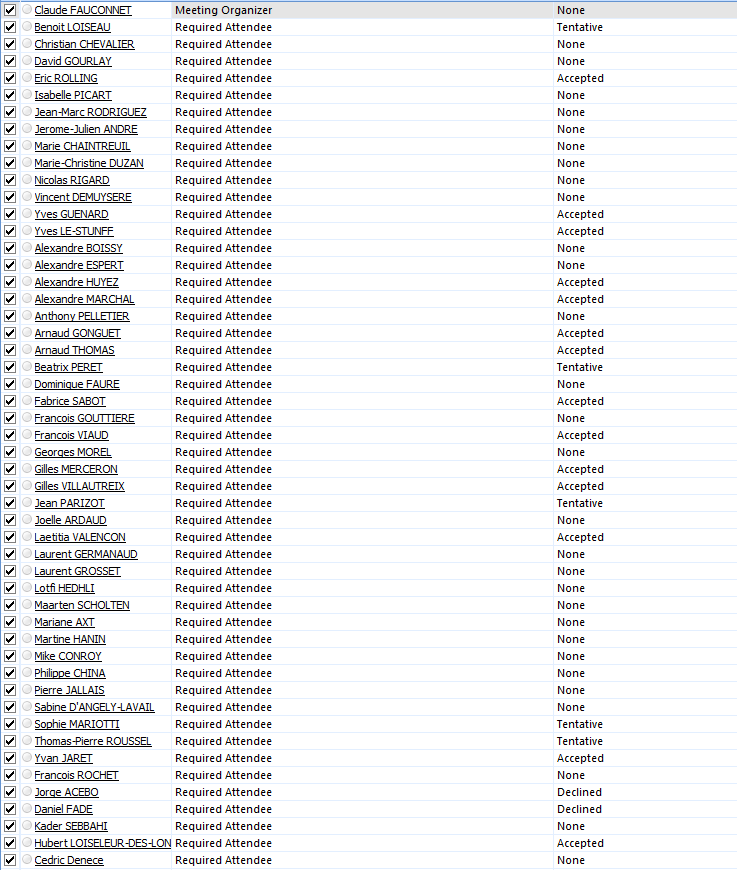 Claude FAUCONNET Meeting Organizer None
Benoit LOISEAU Required Attendee Tentative
Christian CHEVALIER Required Attendee None
David GOURLAY Required Attendee None
Eric ROLLING Required Attendee Accepted
Isabelle PICART Required Attendee None
Jean-Marc RODRIGUEZ Required Attendee None
Jerome-Julien ANDRE Required Attendee None
Marie CHAINTREUIL Required Attendee None
Marie-Christine DUZAN Required Attendee None
Nicolas RIGARD Required Attendee None
Vincent DEMUYSERE Required Attendee None
Yves GUENARD Required Attendee Accepted
Yves LE-STUNFF Required Attendee Accepted
Alexandre BOISSY Required Attendee None
Alexandre ESPERT Required Attendee None
Alexandre HUYEZ Required Attendee Accepted
Alexandre MARCHAL Required Attendee Accepted
Anthony PELLETIER Required Attendee None
Arnaud GONGUET Required Attendee Accepted
Arnaud THOMAS Required Attendee Accepted
Beatrix PERET Required Attendee Tentative
Dominique FAURE Required Attendee None
Fabrice SABOT Required Attendee Accepted
Francois GOUTTIERE Required Attendee None
Francois VIAUD Required Attendee Accepted
Georges MOREL Required Attendee None
Gilles MERCERON Required Attendee Accepted
Gilles VILLAUTREIX Required Attendee Accepted
Jean PARIZOT Required Attendee Tentative
Joelle ARDAUD Required Attendee None
Laetitia VALENCON Required Attendee Accepted
Laurent GERMANAUD Required Attendee None
Laurent GROSSET Required Attendee None
Lotfi HEDHLI Required Attendee None
Maarten SCHOLTEN Required Attendee None
Mariane AXT Required Attendee None
Martine HANIN Required Attendee None
Mike CONROY Required Attendee None
Philippe CHINA Required Attendee None
Pierre JALLAIS Required Attendee None
Sabine D'ANGELY-LAVAIL Required Attendee None
Sophie MARIOTTI Required Attendee Tentative
Thomas-Pierre ROUSSEL Required Attendee Tentative
Yvan JARET Required Attendee Accepted
Francois ROCHET Required Attendee None
Jorge ACEBO Required Attendee Declined
Daniel FADE Required Attendee Declined
Kader SEBBAHI Required Attendee None
Hubert LOISELEUR-DES-LON Required Attendee Accepted
Cedric Denece Required Attendee None